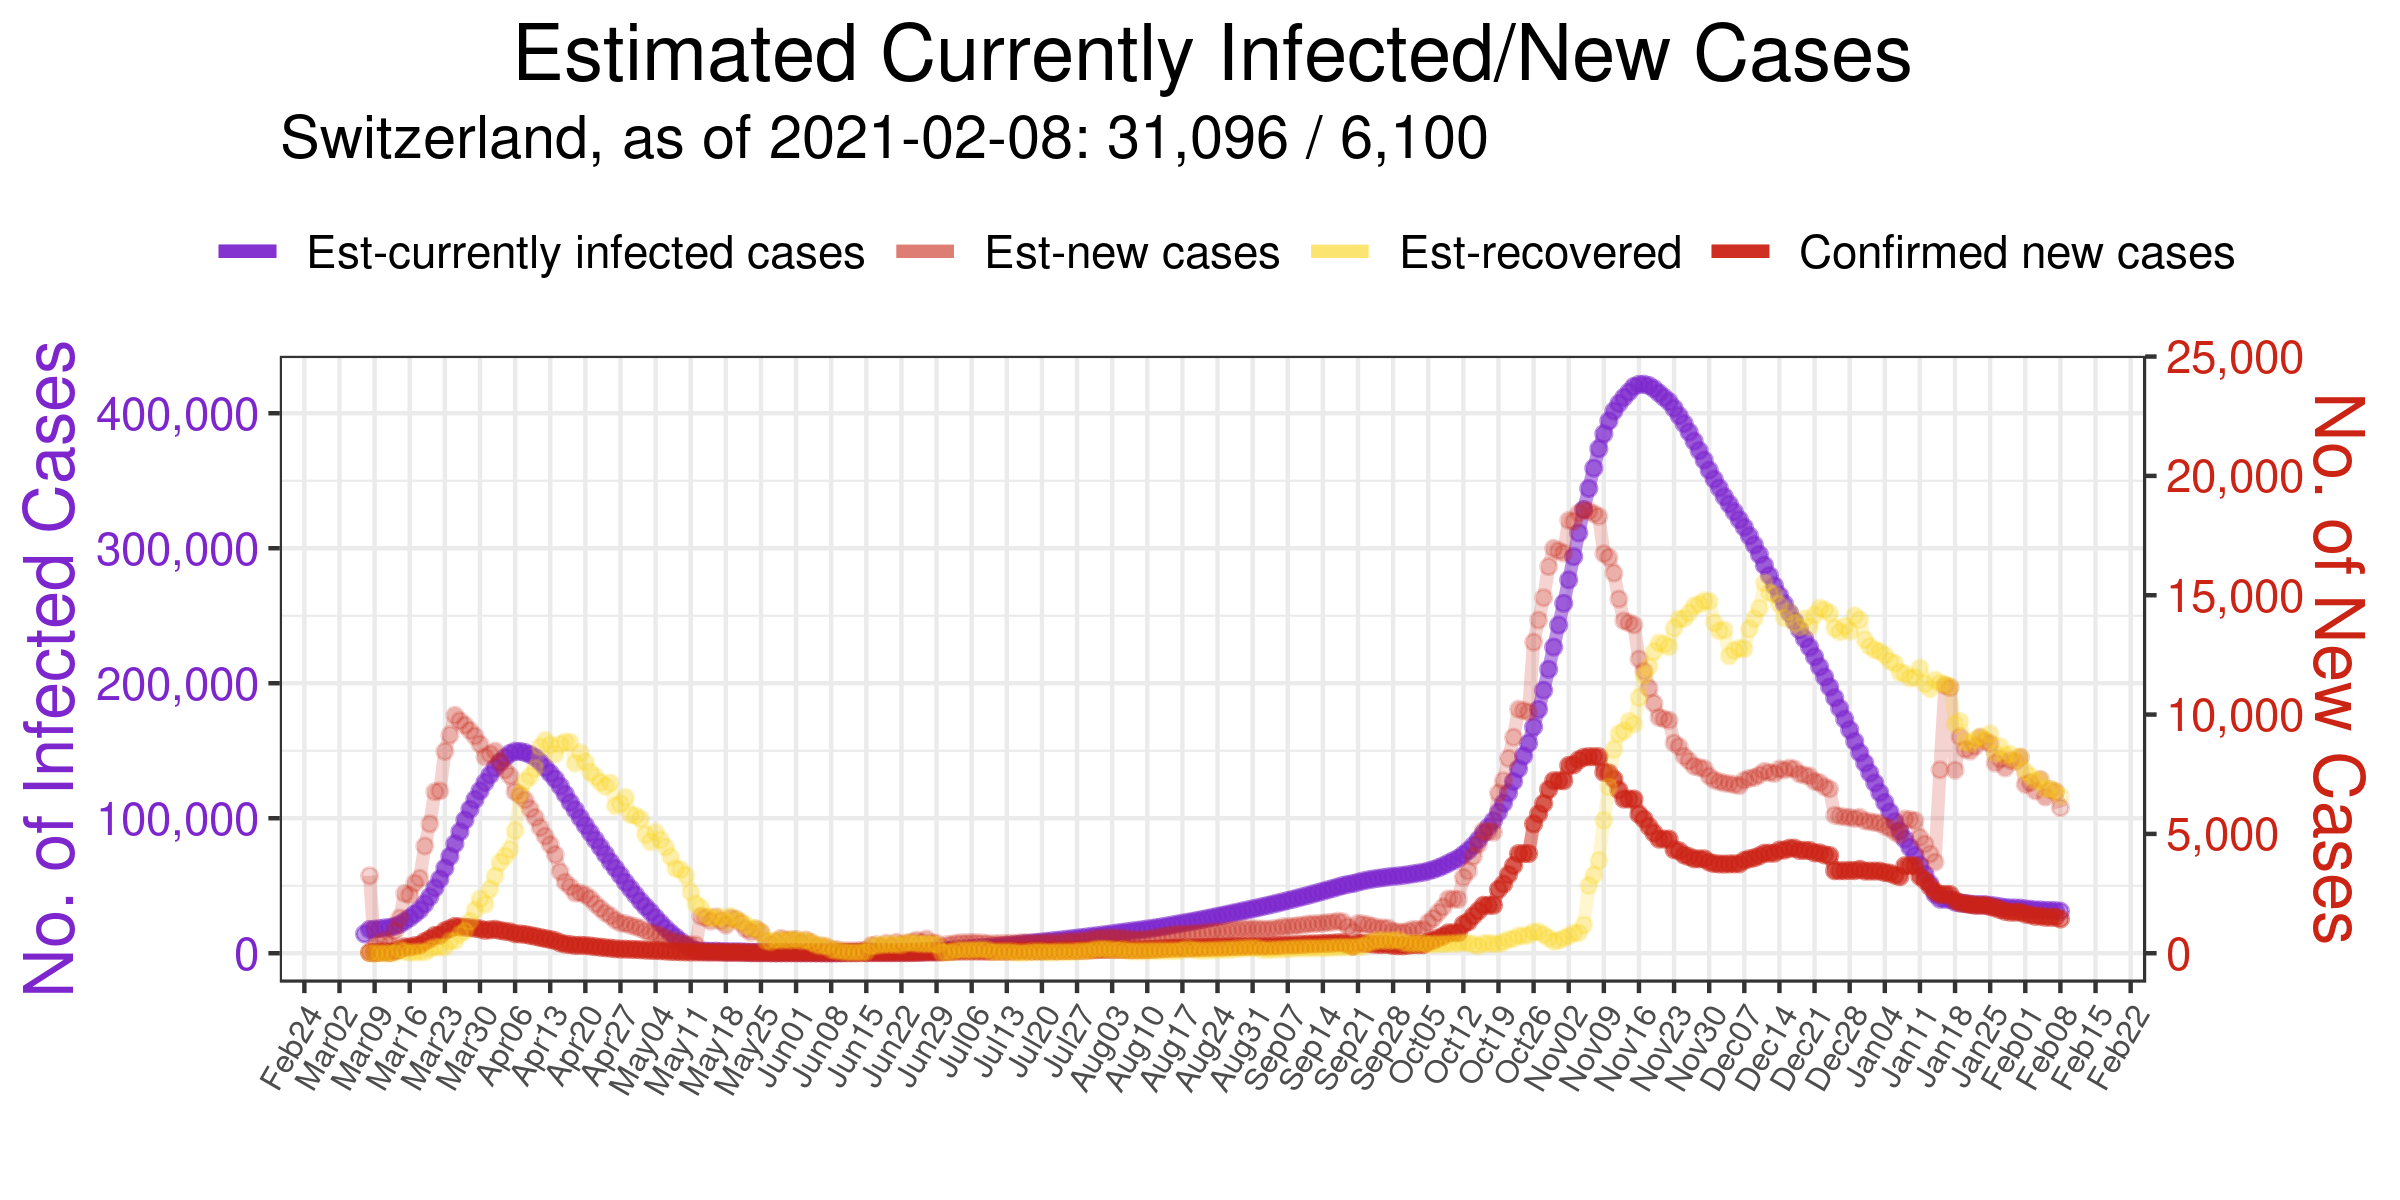 Estimated Currently Infected/New Cases
Switzerland, as of 2021-02-08: 31,096 / 6,100
Est-currently infected cases
Est-new cases
Est-recovered
Confirmed new cases
No. of Infected Cases
400,000
300,000
200,000
100,000
0
25,000
20,000
15,000
10,000
5,000
0
No. of New Cases
Feb24
Mar02
Mar09
Mar16
Mar23
Mar30
Apr06
Apr13
Apr20
Apr27
May04
May11
May18
May25
Jun01
Jun08
Jun15
Jun22
Jun29
Jul06
Jul13
Jul20
Jul27
Aug03
Aug10
Aug17
Aug24
Aug31
Sep07
Sep14
Sep21
Sep28
Oct05
Oct12
Oct19
Oct26
Nov02
Nov09
Nov16
Nov23
Nov30
Dec07
Dec14
Dec21
Dec28
Jan11
Jan18
Jan25
Feb01
Feb08
Feb15
Feb22